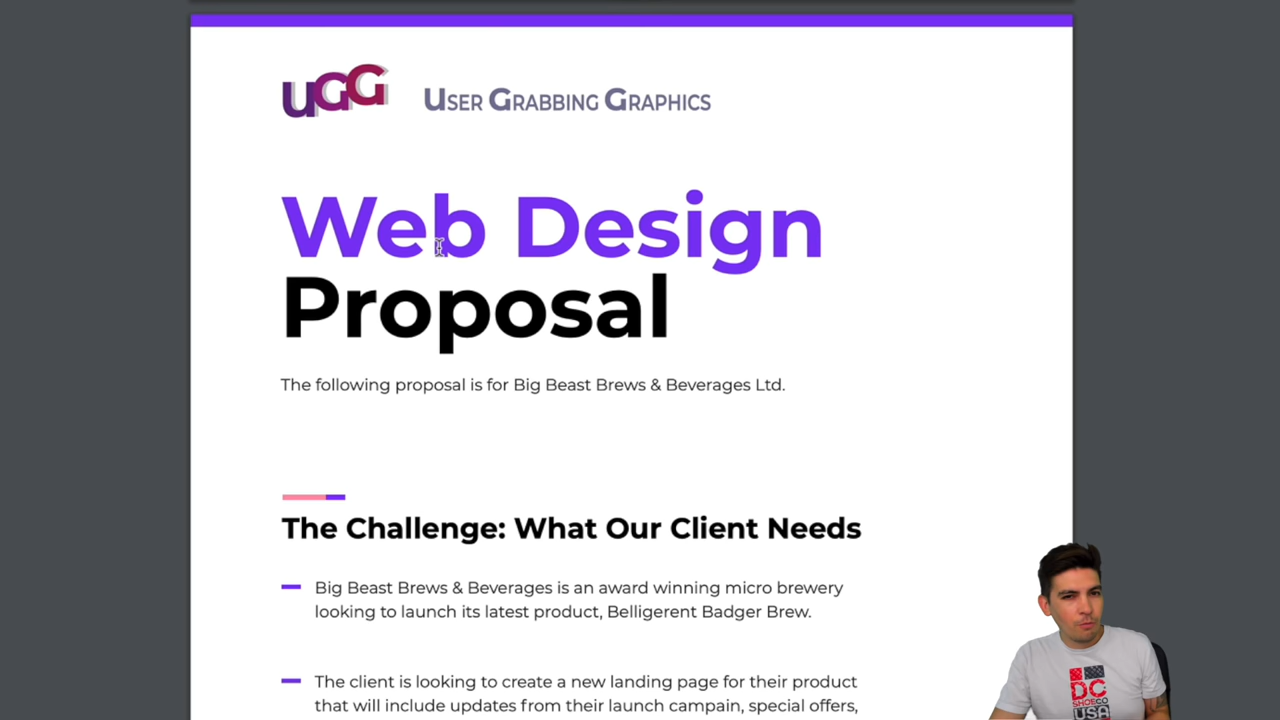 UGG USER GRABBING GRAPHICS
Web Design
Proposal
The following proposal is for Big Beast Brews & Beverages Ltd.
The Challenge: What Our Client Needs
Big Beast Brews & Beverages is an award winning micro brewery
looking to launch its latest product, Belligerent Badger Brew.
The client is looking to create a new landing page for their product
that will include updates from their launch campain, special offers,
DC
SHOECO
USA